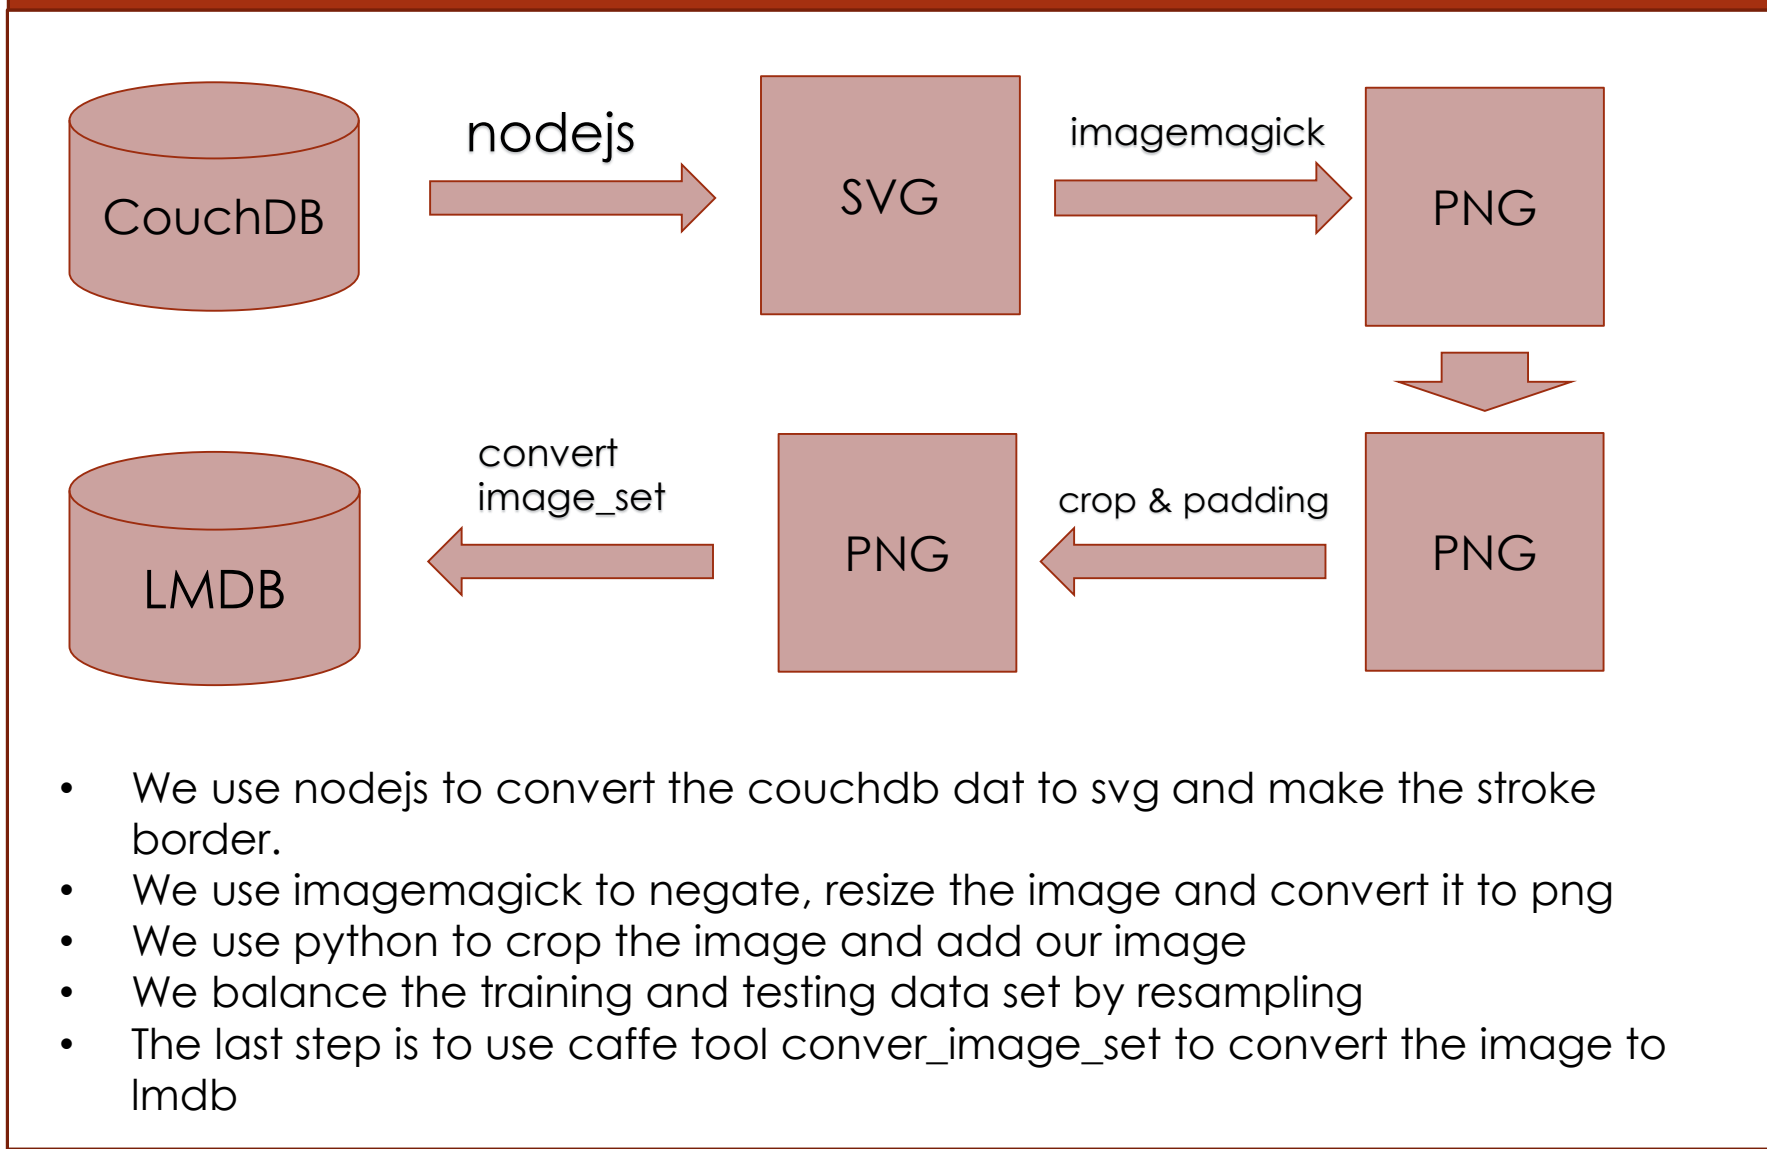 CouchDB
nodejs
SVG
imagemagick
PNG
LMDB
convert
image_set
PNG
crop & padding
PNG
• We use nodejs to convert the couchdb dat to svg and make the stroke
border.
• We use imagemagick to negate, resize the image and convert it to png
• We use python to crop the image and add our image
• We balance the training and testing data set by resampling
• The last step is to use caffe tool conver_image_set to convert the image to
lmdb